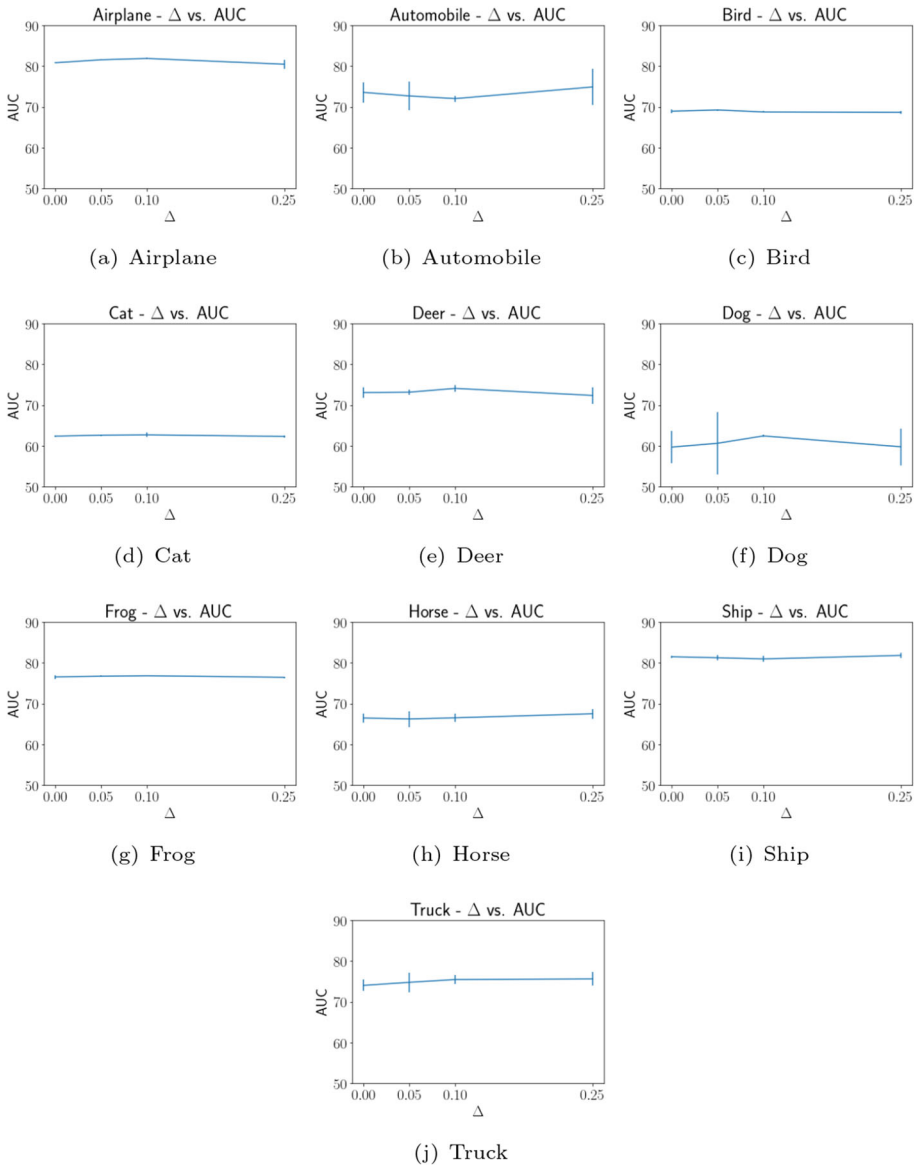 Airplane - Δ vs. AUC
90
80
70
60
50
AUC
0.00 0.05 0.10 0.25
Δ
(a) Airplane
Automobile - Δ vs. AUC
90
80
70
60
50
AUC
0.00 0.05 0.10 0.25
Δ
(b) Automobile
Bird - Δ vs. AUC
90
80
70
60
50
AUC
0.00 0.05 0.10 0.25
Δ
(c) Bird
Cat - Δ vs. AUC
90
80
70
60
50
AUC
0.00 0.05 0.10 0.25
Δ
(d) Cat
Deer - Δ vs. AUC
90
80
70
60
50
AUC
0.00 0.05 0.10 0.25
Δ
(e) Deer
Dog - Δ vs. AUC
90
80
70
60
50
AUC
0.00 0.05 0.10 0.25
Δ
(f) Dog
Frog - Δ vs. AUC
90
80
70
60
50
AUC
0.00 0.05 0.10 0.25
Δ
(g) Frog
Horse - Δ vs. AUC
90
80
70
60
50
AUC
0.00 0.05 0.10 0.25
Δ
(h) Horse
Ship - Δ vs. AUC
90
80
70
60
50
AUC
0.00 0.05 0.10 0.25
Δ
(i) Ship
Truck - Δ vs. AUC
90
80
70
60
50
AUC
0.00 0.05 0.10 0.25
Δ
(j) Truck